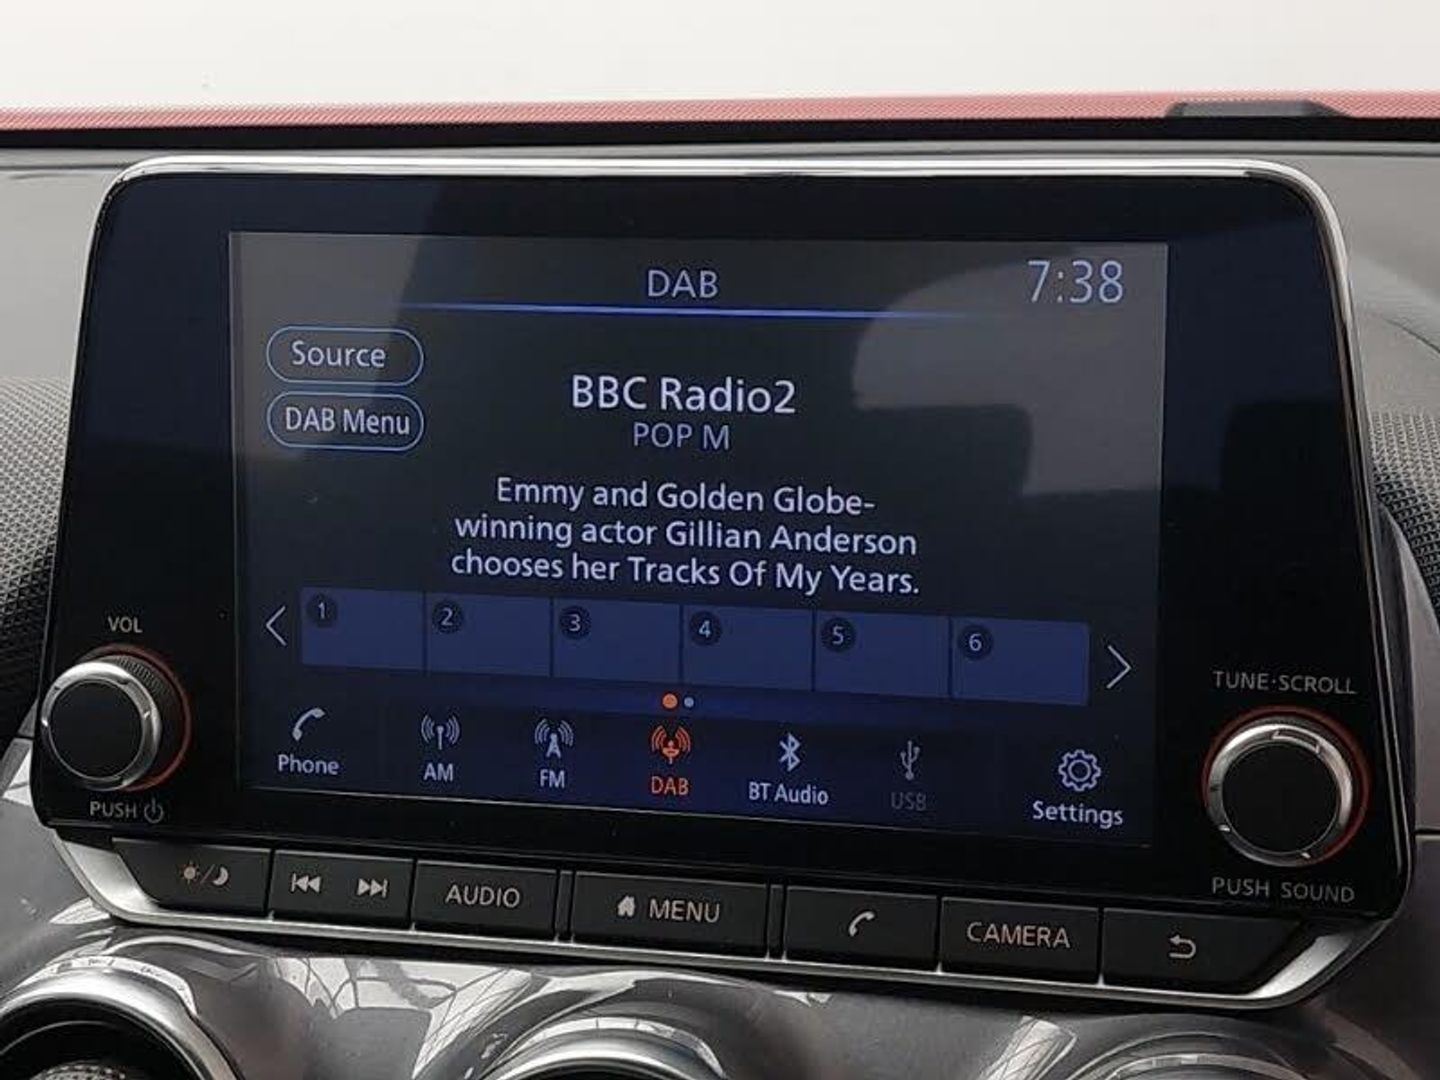 DAB
7:38
Source
BBC Radio2
DAB Menu
POP M
Emmy and Golden Globe-
winning actor Gillian Anderson
chooses her Tracks Of My Years.
1 2 3 4 5 6
VOL
TUNE·SCROLL
Phone AM FM DAB BT Audio USB Settings
PUSH
PUSH SOUND
AUDIO MENU CAMERA